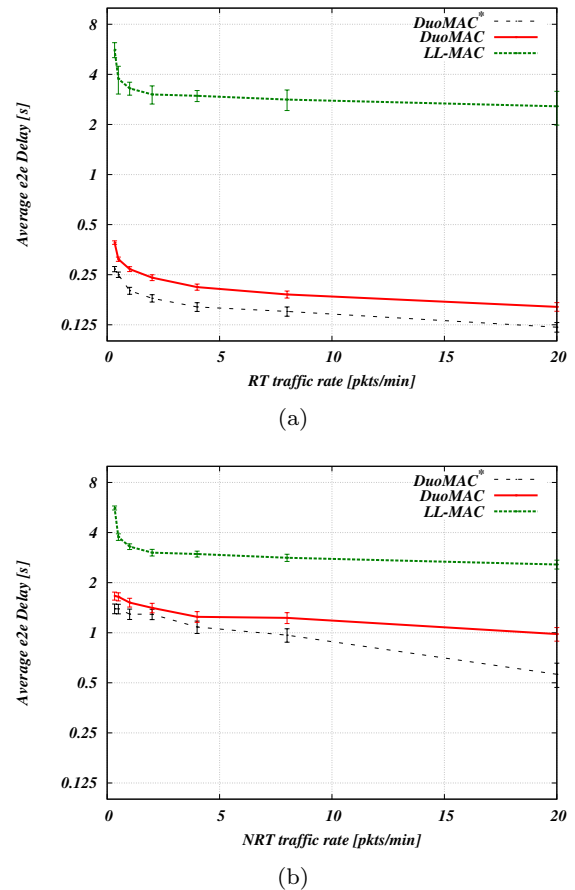 DuoMAC*
DuoMAC
LL-MAC
8
4
2
1
0.5
0.25
0.125
Average e2e Delay [s]
0 5 10 15 20
RT traffic rate [pkts/min]
(a)
DuoMAC*
DuoMAC
LL-MAC
8
4
2
1
0.5
0.25
0.125
Average e2e Delay [s]
0 5 10 15 20
NRT traffic rate [pkts/min]
(b)